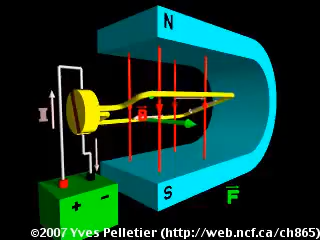 N
I
B
+ -
S
F
©2007 Yves Pelletier (http://web.ncf.ca/ch865)